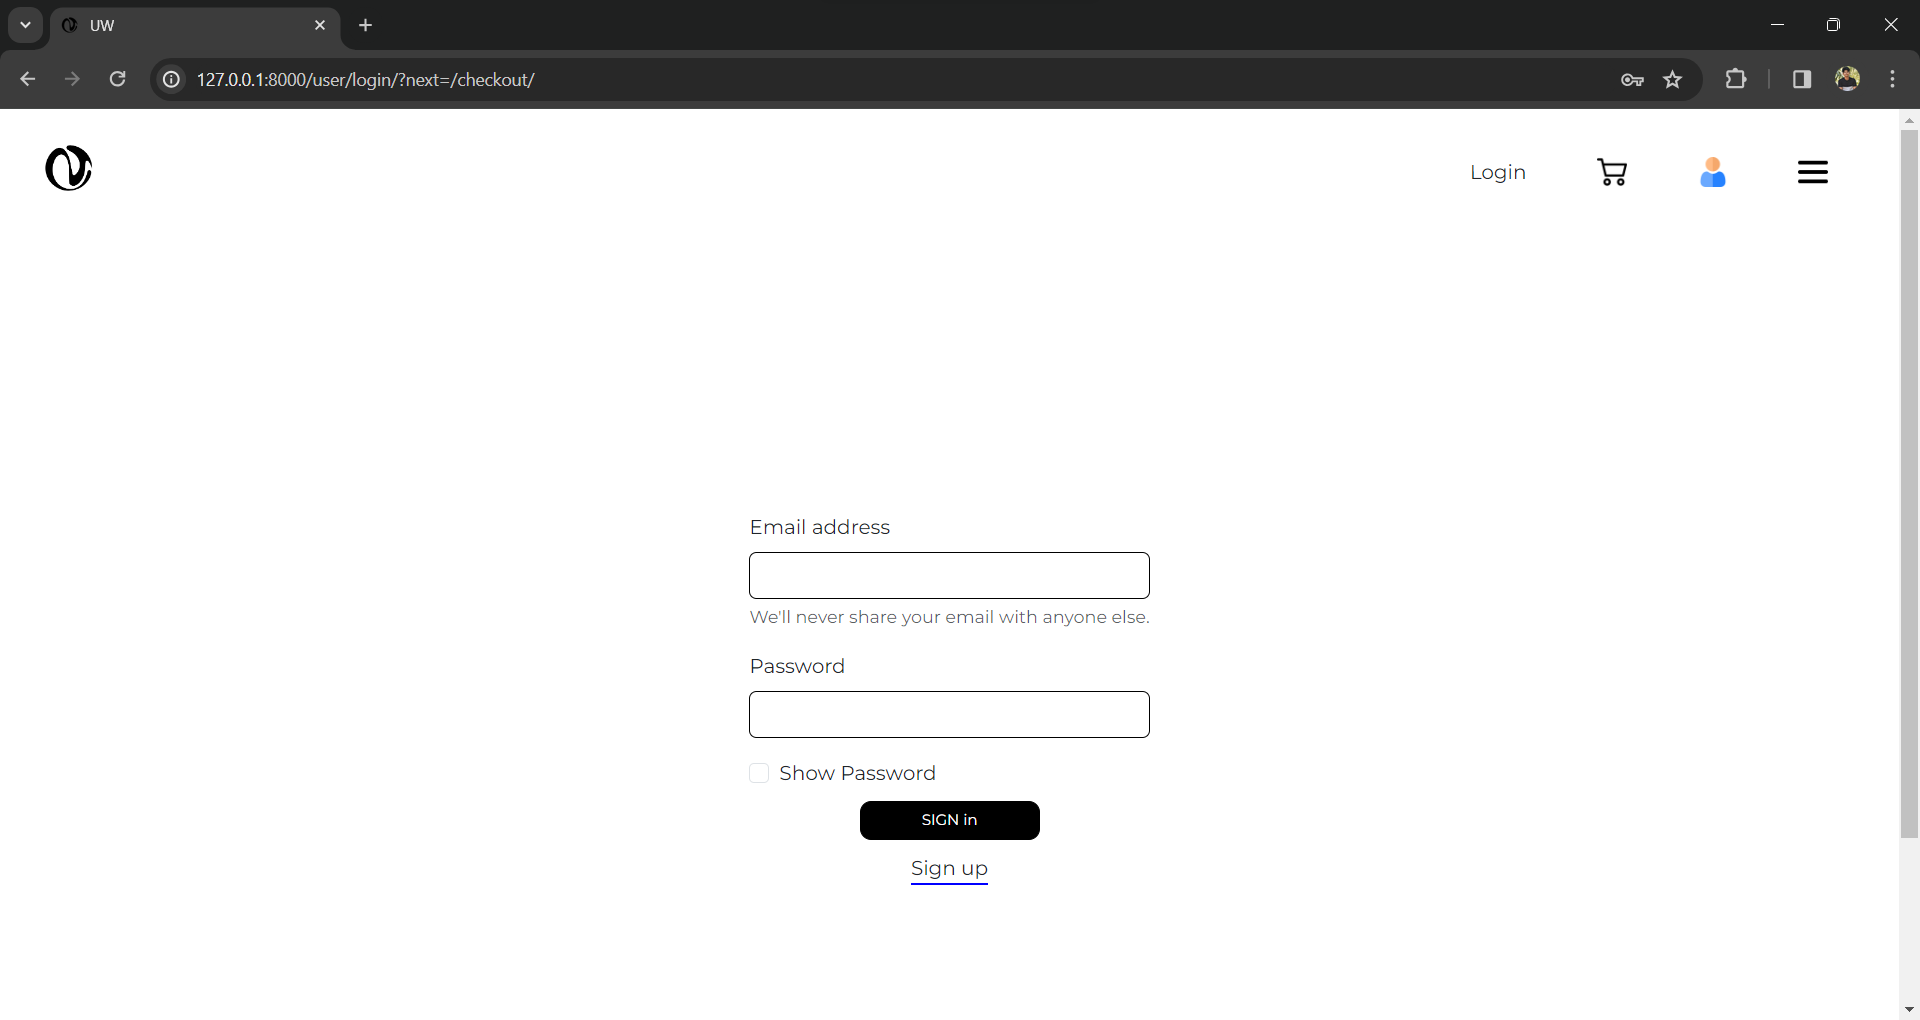 UW
127.0.0.1:8000/user/login/?next=/checkout/
Login
Email address
We'll never share your email with anyone else.
Password
Show Password
SIGN in
Sign up